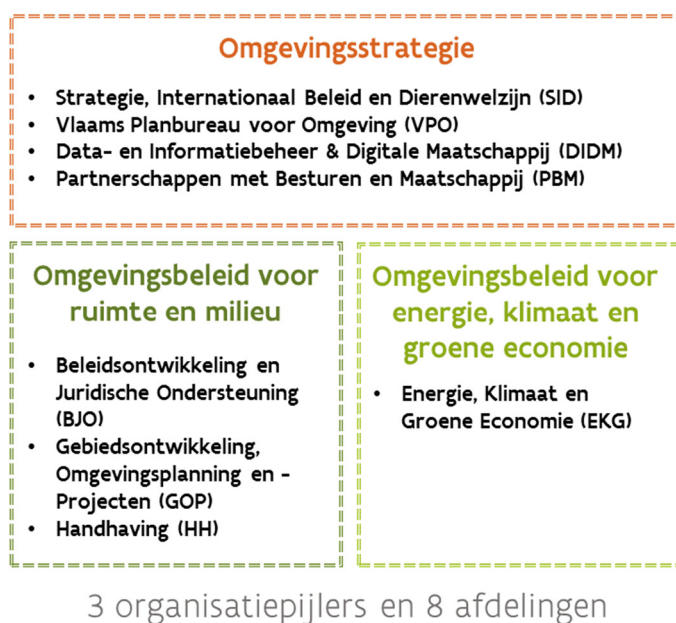 Omgevingsstrategie
• Strategie, Internationaal Beleid en Dierenwelzijn (SID)
• Vlaams Planbureau voor Omgeving (VPO)
• Data- en Informatiebeheer & Digitale Maatschappij (DIDM)
• Partnerschappen met Besturen en Maatschappij (PBM)
Omgevingsbeleid voor
ruimte en milieu
• Beleidsontwikkeling en
Juridische Ondersteuning
(BJO)
• Gebiedsontwikkeling,
Omgevingsplanning en -
Projecten (GOP)
• Handhaving (HH)
Omgevingsbeleid voor
energie, klimaat en
groene economie
• Energie, Klimaat en
Groene Economie (EKG)
3 organisatiepijlers en 8 afdelingen